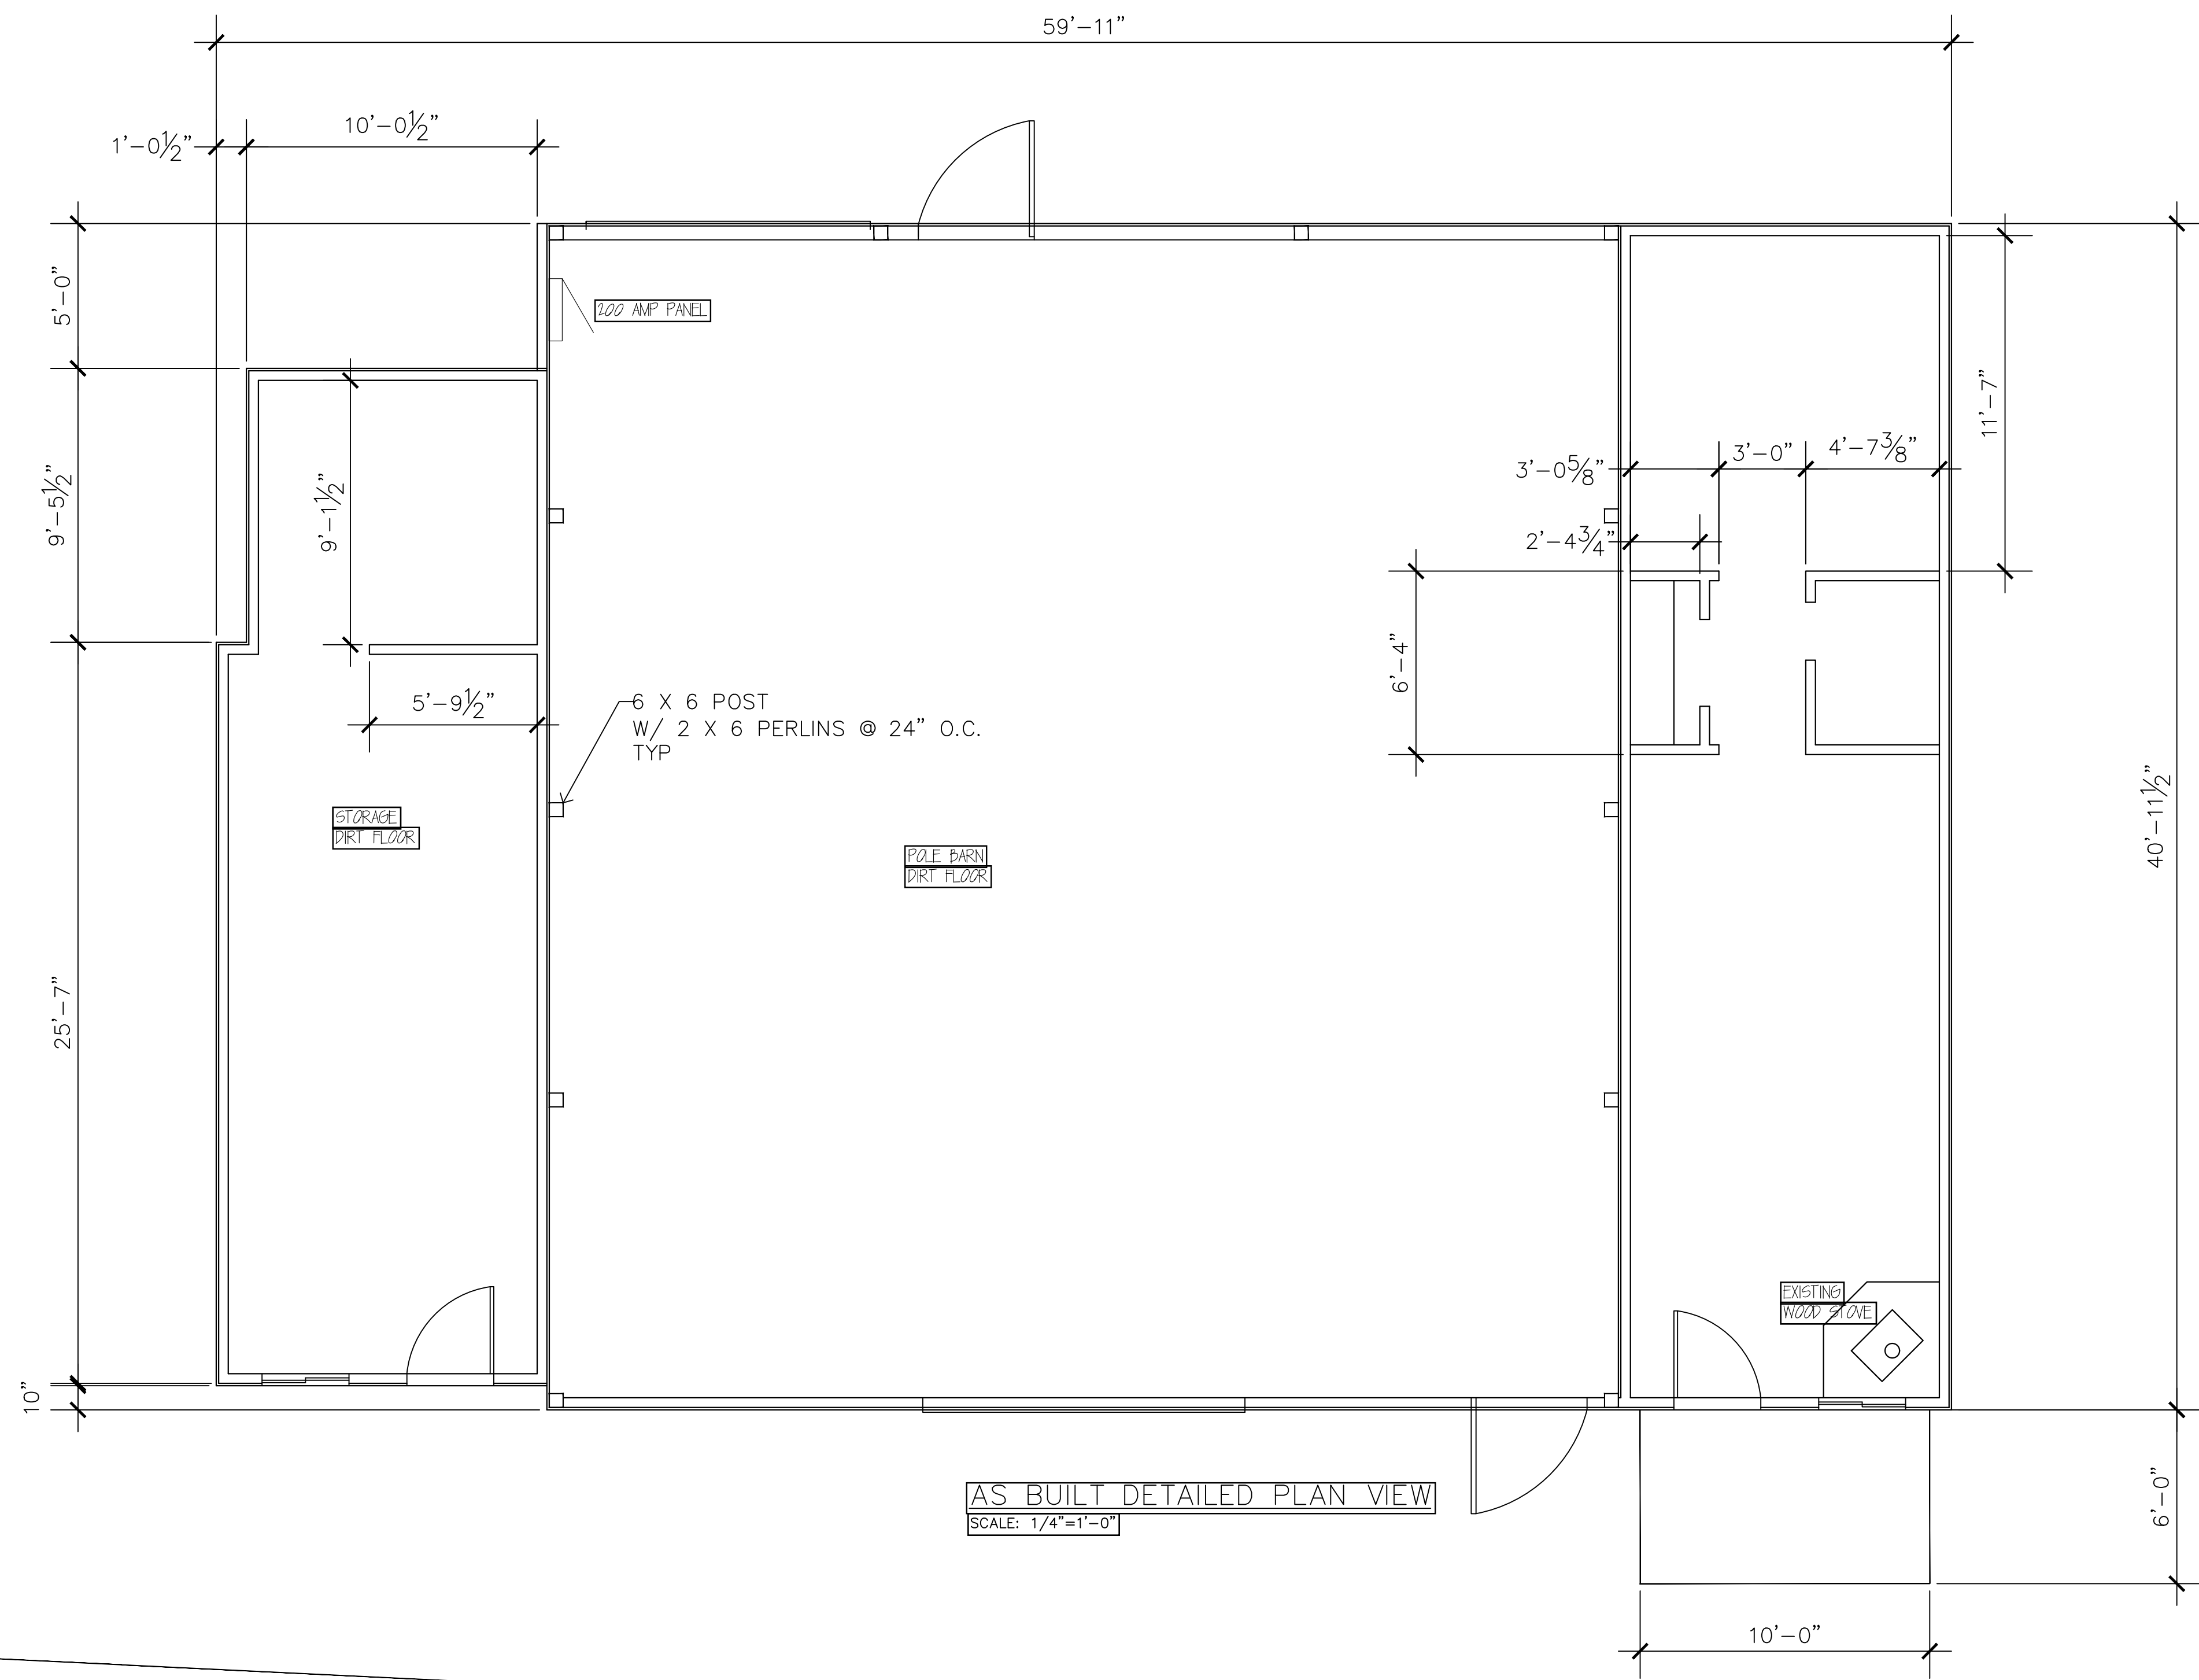 59'-11"
10'-0½"
1'-0½"
5'-0"
200 AMP PANEL
11'-7"
3'-0⅝"
3'-0"
4'-7⅜"
9'-5½"
9'-1½"
2'-4¾"
6'-4"
5'-9½"
6 X 6 POST
W/ 2 X 6 PERLINS @ 24" O.C.
TYP
40'-11½"
STORAGE
DIRT FLOOR
POLE BARN
DIRT FLOOR
25'-7"
EXISTING
WOOD STOVE
10"
AS BUILT DETAILED PLAN VIEW
SCALE: 1/4"=1'-0"
6'-0"
10'-0"